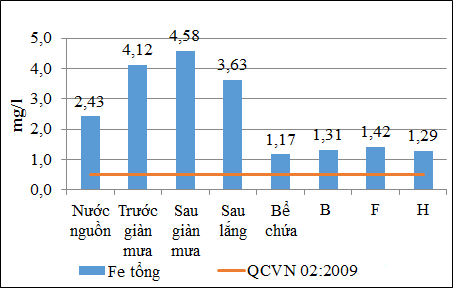 mg/l
5,0
4,0
3,0
2,0
1,0
0,0
2,43
4,12
4,58
3,63
1,17
1,31
1,42
1,29
Nước
nguồn
Trước
giàn
mưa
Sau
giàn
mưa
Sau
lắng
Bể
chứa
B
F
H
Fe tổng
QCVN 02:2009